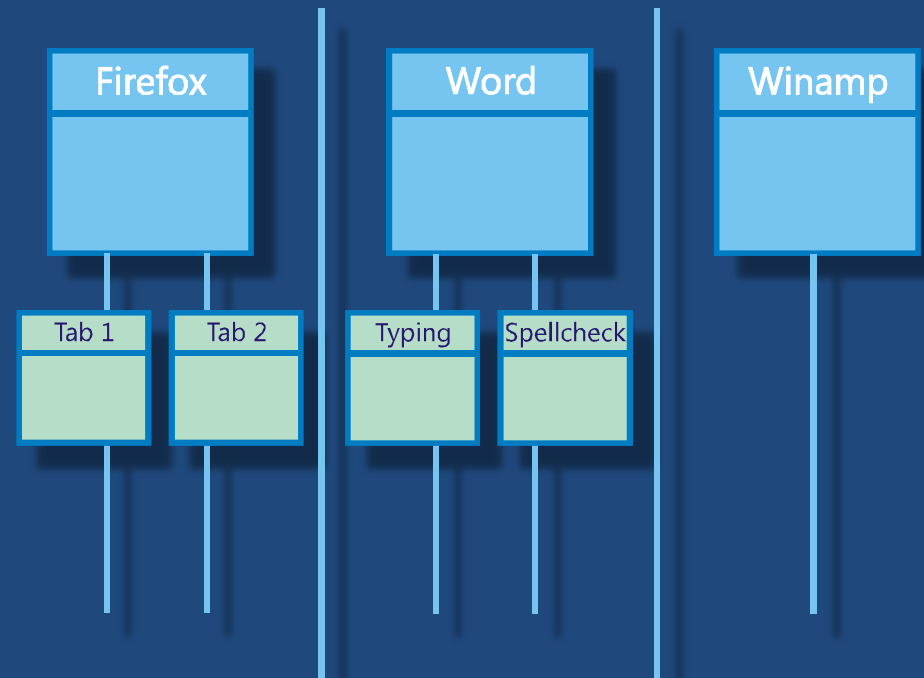 Firefox
Word
Winamp
Tab 1
Tab 2
Typing
Spellcheck